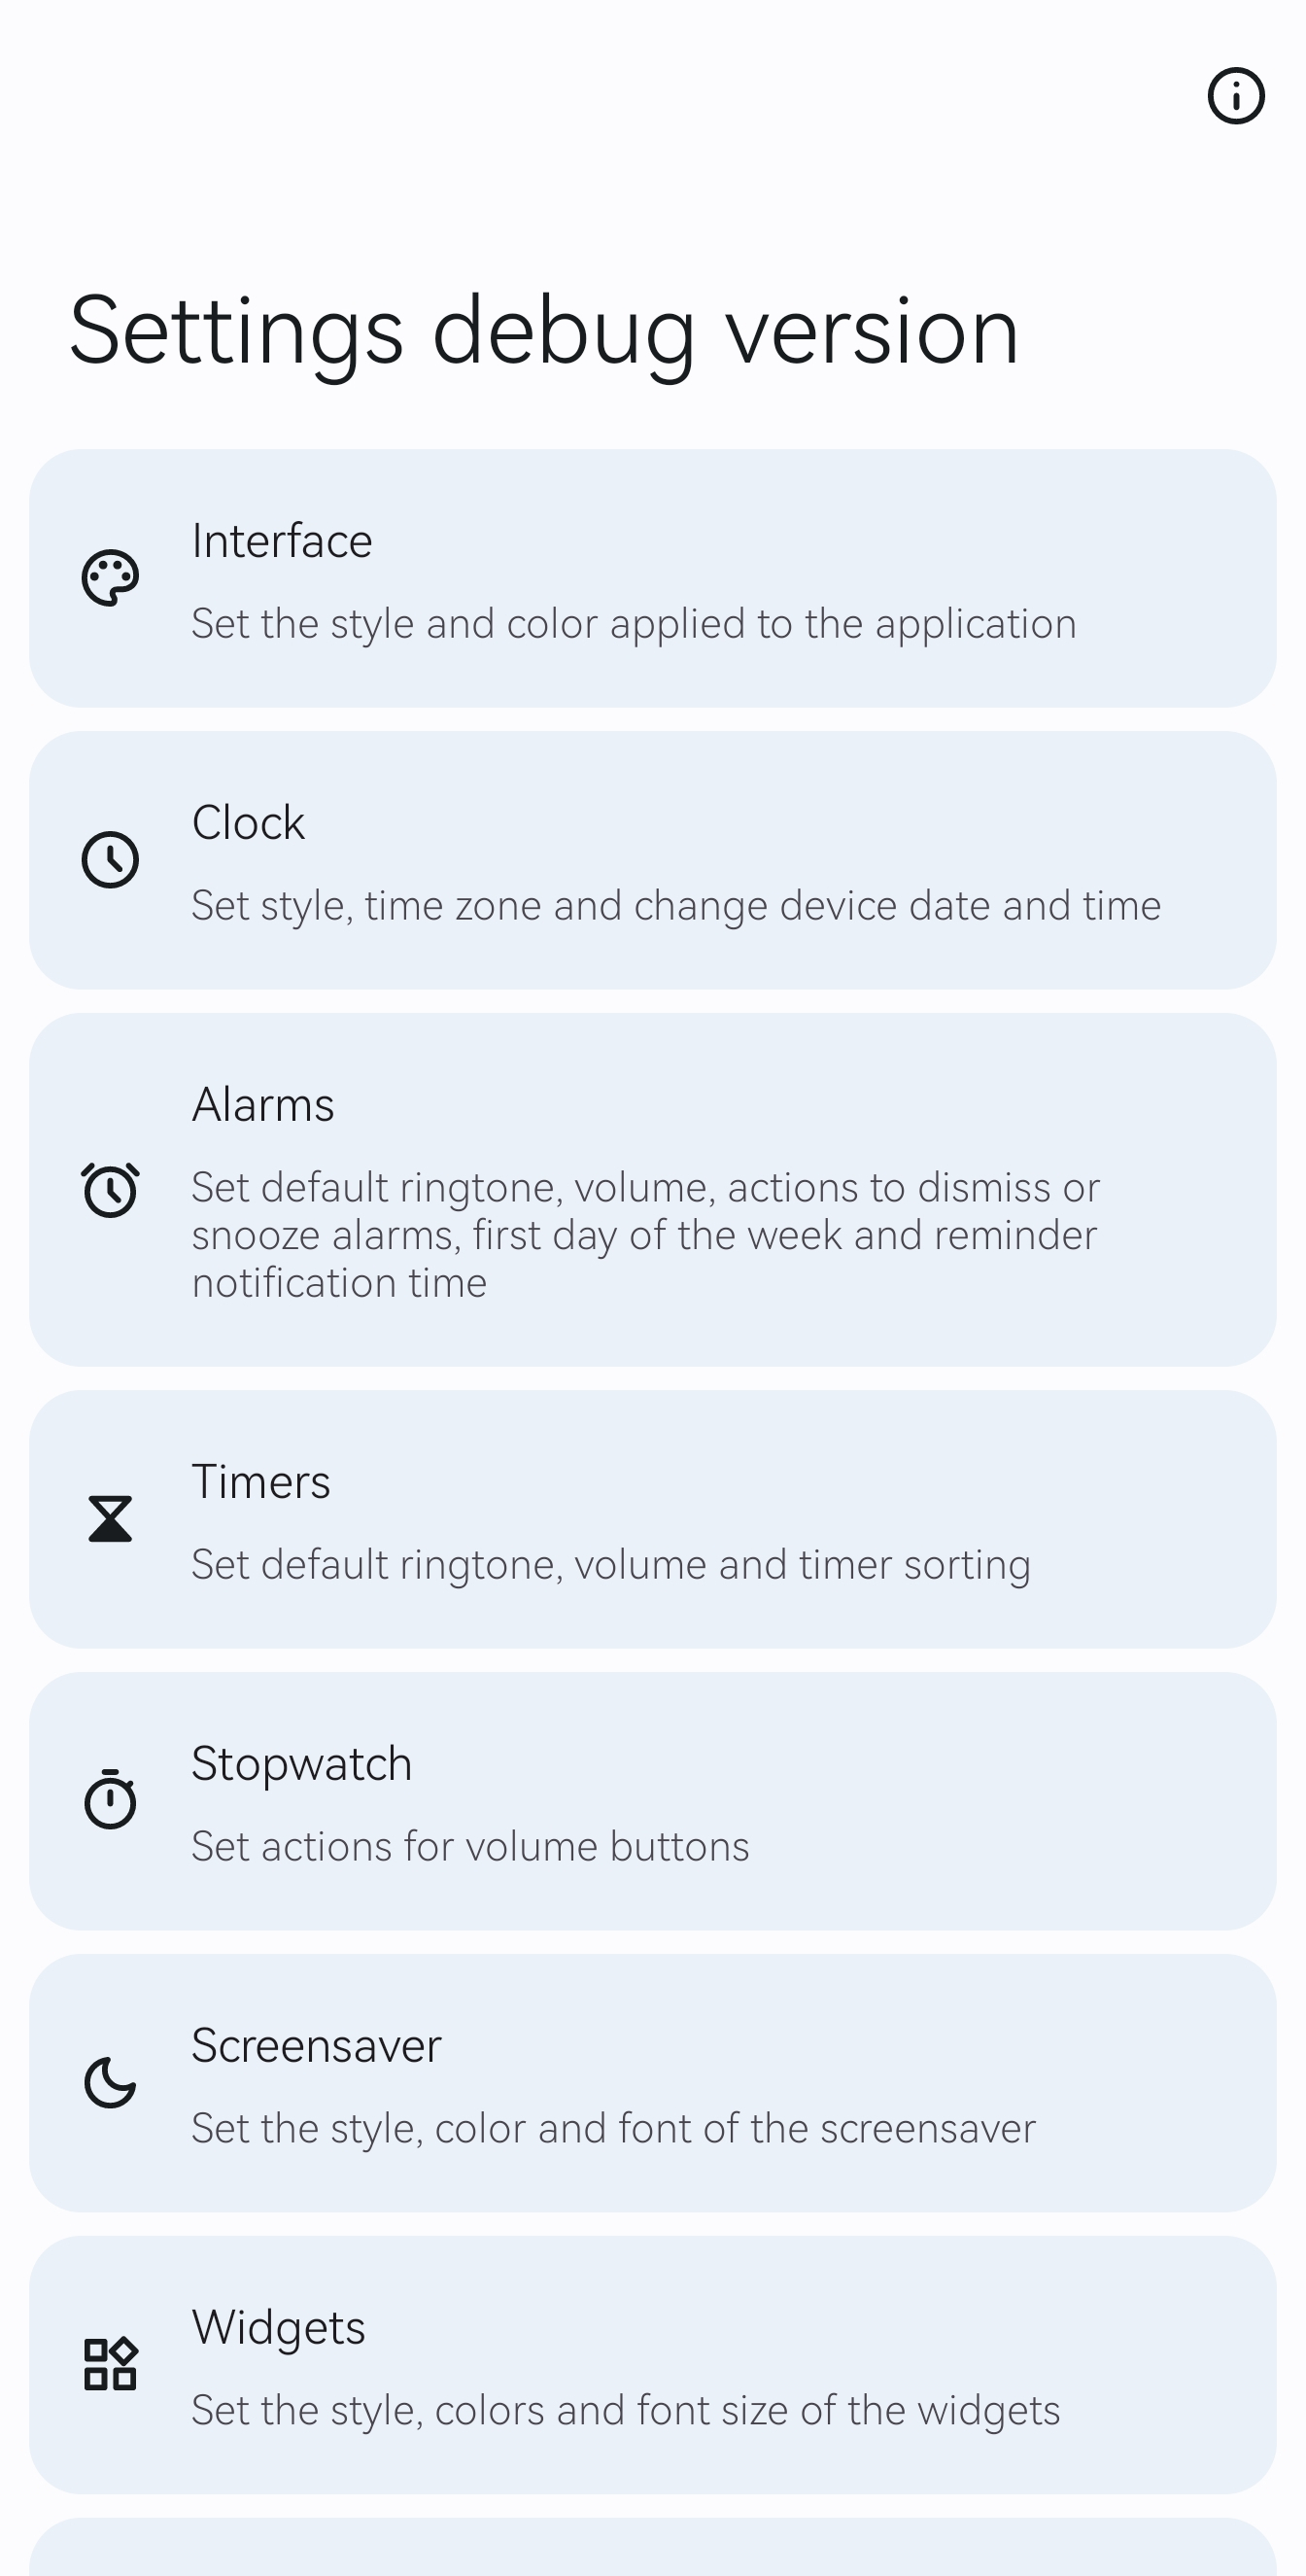 Settings debug version
Interface
Set the style and color applied to the application
Clock
Set style, time zone and change device date and time
Alarms
Set default ringtone, volume, actions to dismiss or
snooze alarms, first day of the week and reminder
notification time
Timers
Set default ringtone, volume and timer sorting
Stopwatch
Set actions for volume buttons
Screensaver
Set the style, color and font of the screensaver
Widgets
Set the style, colors and font size of the widgets